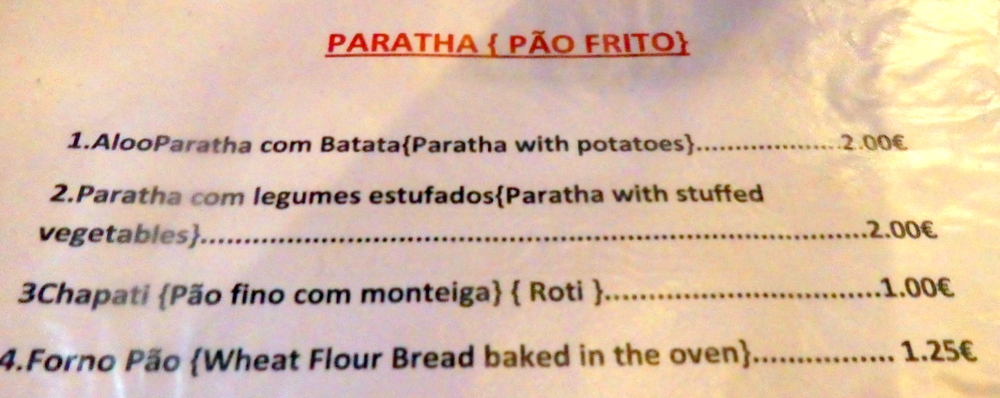 PARATHA { PÃO FRITO}
1.AlooParatha com Batata{Paratha with potatoes}...................2.00€
2.Paratha com legumes estufados{Paratha with stuffed
vegetables}.......................................................................2.00€
3Chapati {Pão fino com monteiga} { Roti }..............................1.00€
4.Forno Pão {Wheat Flour Bread baked in the oven}............... 1.25€